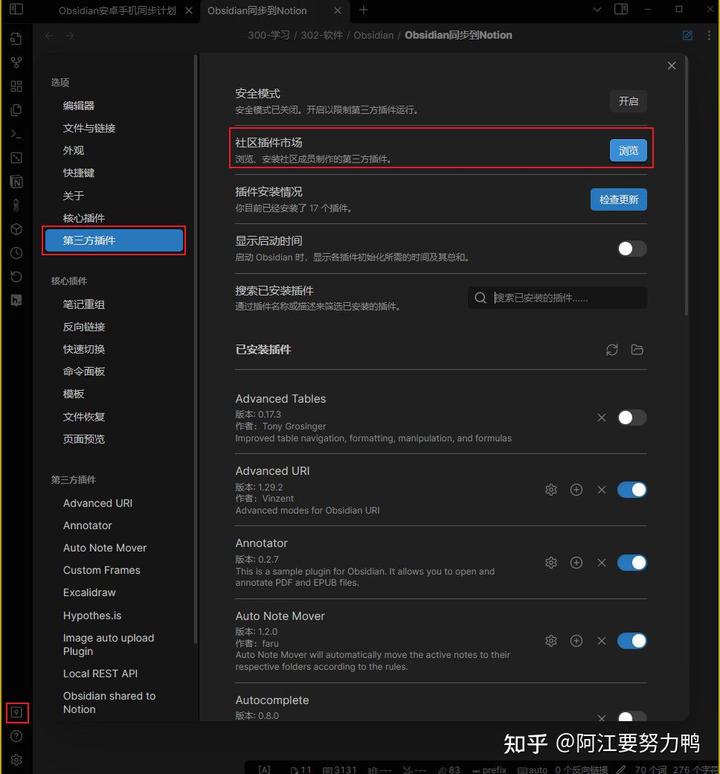 Obsidian安卓手机同步计划
Obsidian同步到Notion
300-学习 / 302-软件 / Obsidian / Obsidian同步到Notion
选项
编辑器
文件与链接
外观
快捷键
关于
核心插件
第三方插件
核心插件
笔记重组
反向链接
快速切换
命令面板
模板
文件恢复
页面预览
第三方插件
Advanced URI
Annotator
Auto Note Mover
Custom Frames
Excalidraw
Hypothes.is
Image auto upload
Plugin
Local REST API
Obsidian shared to
Notion
安全模式
安全模式已关闭。开启以限制第三方插件运行。
开启
社区插件市场
浏览、安装社区成员制作的第三方插件。
浏览
插件安装情况
你目前已经安装了 17 个插件。
检查更新
显示启动时间
启动 Obsidian 时，显示各插件初始化所需的时间及其总和。
搜索已安装插件
通过插件名称或描述来筛选已安装的插件。
搜索已安装的插件……
已安装插件
Advanced Tables
版本: 0.17.3
作者：Tony Grosinger
Improved table navigation, formatting, manipulation, and formulas
Advanced URI
版本: 1.29.2
作者：Vinzent
Advanced modes for Obsidian URI
Annotator
版本: 0.2.7
This is a sample plugin for Obsidian. It allows you to open and
annotate PDF and EPUB files.
Auto Note Mover
版本: 1.2.0
作者：faru
Auto Note Mover will automatically move the active notes to their
respective folders according to the rules.
Autocomplete
版本: 0.8.0
知乎 @阿江要努力鸭
[A] 11 3131 --- --- 83 prefix auto 0 个反向链接 70 个词 276 个字符